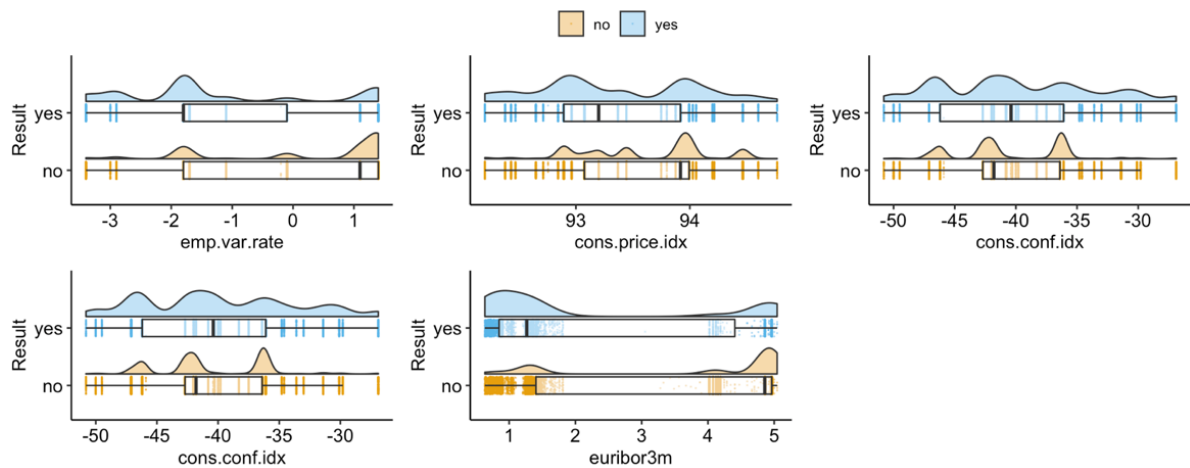 no yes
Result
yes
no
-3 -2 -1 0 1
emp.var.rate
Result
yes
no
93 94
cons.price.idx
Result
yes
no
-50 -45 -40 -35 -30
cons.conf.idx
Result
yes
no
-50 -45 -40 -35 -30
cons.conf.idx
Result
yes
no
1 2 3 4 5
euribor3m